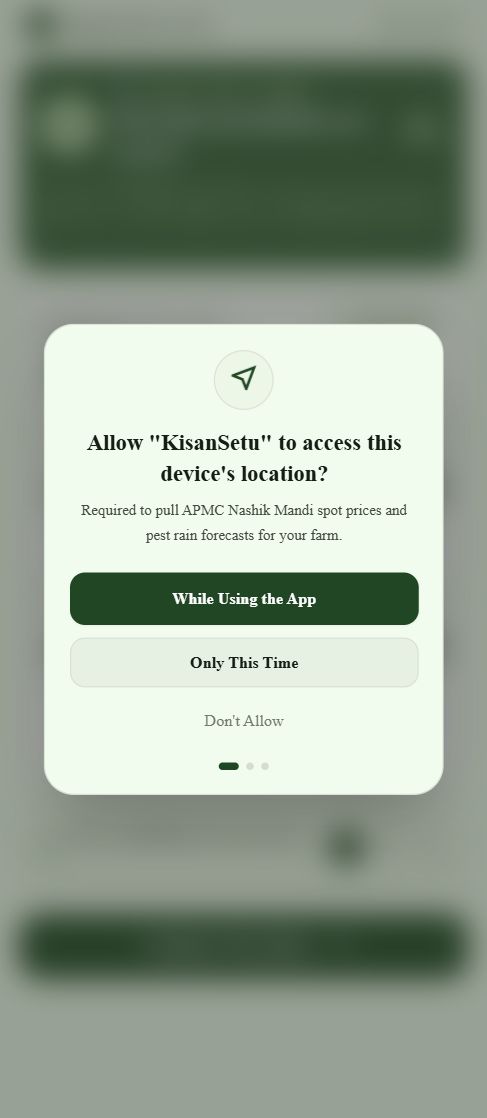 Allow "KisanSetu" to access this
device's location?
Required to pull APMC Nashik Mandi spot prices and
pest rain forecasts for your farm.
While Using the App
Only This Time
Don't Allow